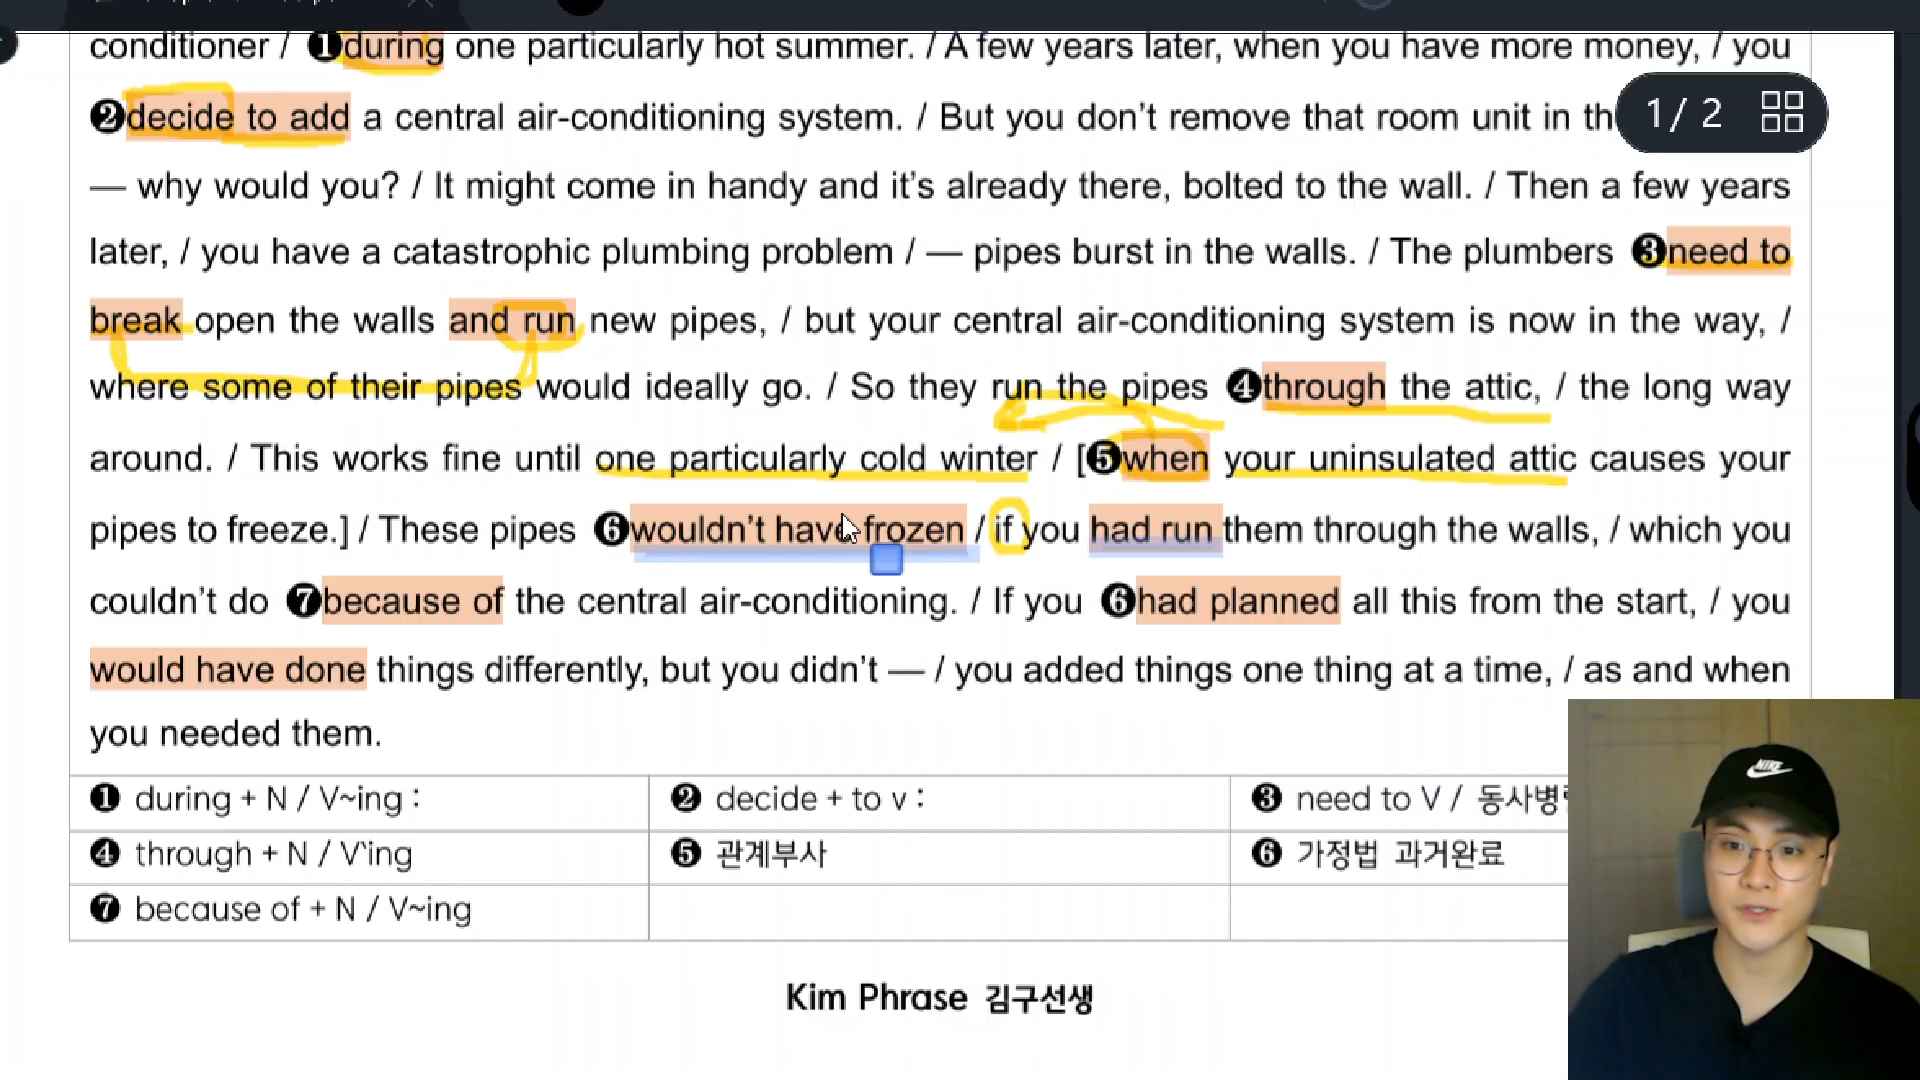 conditioner / ❶during one particularly hot summer. / A few years later, when you have more money, / you
❷decide to add a central air-conditioning system. / But you don't remove that room unit in th
— why would you? / It might come in handy and it's already there, bolted to the wall. / Then a few years
later, / you have a catastrophic plumbing problem / — pipes burst in the walls. / The plumbers ❸need to
break open the walls and run new pipes, / but your central air-conditioning system is now in the way, /
where some of their pipes would ideally go. / So they run the pipes ❹through the attic, / the long way
around. / This works fine until one particularly cold winter / [❺when your uninsulated attic causes your
pipes to freeze.] / These pipes ❻wouldn't have frozen / if you had run them through the walls, / which you
couldn't do ❼because of the central air-conditioning. / If you ❻had planned all this from the start, / you
would have done things differently, but you didn't — / you added things one thing at a time, / as and when
you needed them.
1 / 2
❶ during + N / V~ing : ❷ decide + to v : ❸ need to V / 동사병
❹ through + N / V'ing ❺ 관계부사 ❻ 가정법 과거완료
❼ because of + N / V~ing
Kim Phrase 김구선생
NIKE